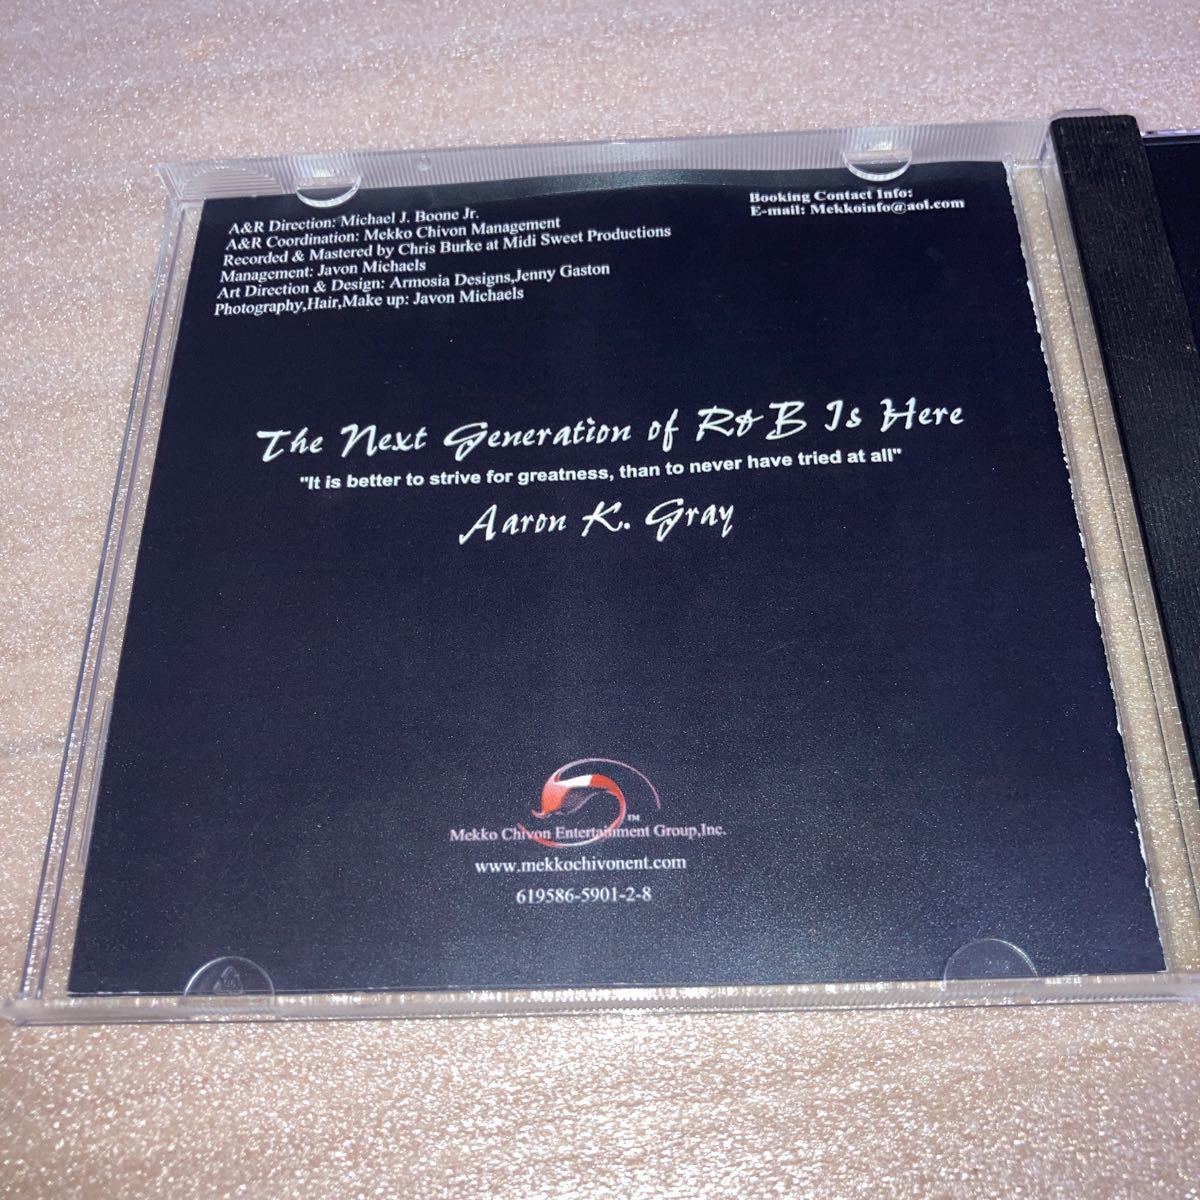 A&R Direction: Michael J. Boone Jr.
A&R Coordination: Mekko Chivon Management
Recorded & Mastered by Chris Burke at Midi Sweet Productions
Management: Javon Michaels
Art Direction & Design: Armosia Designs,Jenny Gaston
Photography,Hair,Make up: Javon Michaels
Booking Contact Info:
E-mail: Mekkoinfo@aol.com
The Next Generation of R&B Is Here
"It is better to strive for greatness, than to never have tried at all"
Aaron K. Gray
TM
Mekko Chivon Entertainment Group,Inc.
www.mekkochivonent.com
619586-5901-2-8